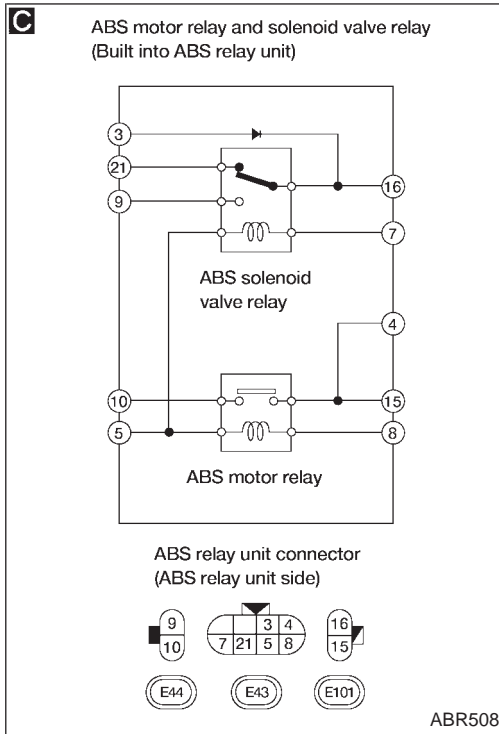 C ABS motor relay and solenoid valve relay
(Built into ABS relay unit)
3
21
9
16
7
ABS solenoid
valve relay
4
10
5
15
8
ABS motor relay
ABS relay unit connector
(ABS relay unit side)
9 3 4 16
10 7 21 5 8 15
E44 E43 E101
ABR508